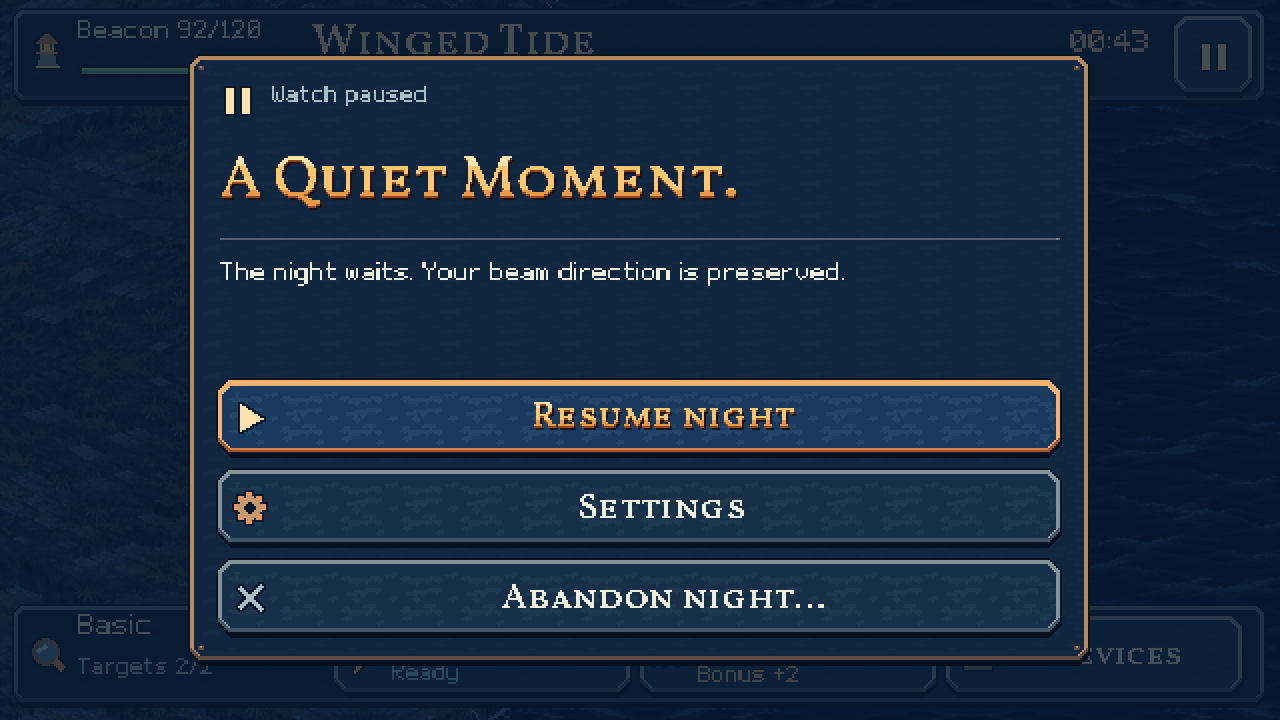 Beacon 92/120
Winged Tide
00:43
Watch paused
A Quiet Moment.
The night waits. Your beam direction is preserved.
Resume night
Settings
Abandon night...
Basic
Targets 2/2
Ready
Bonus +2